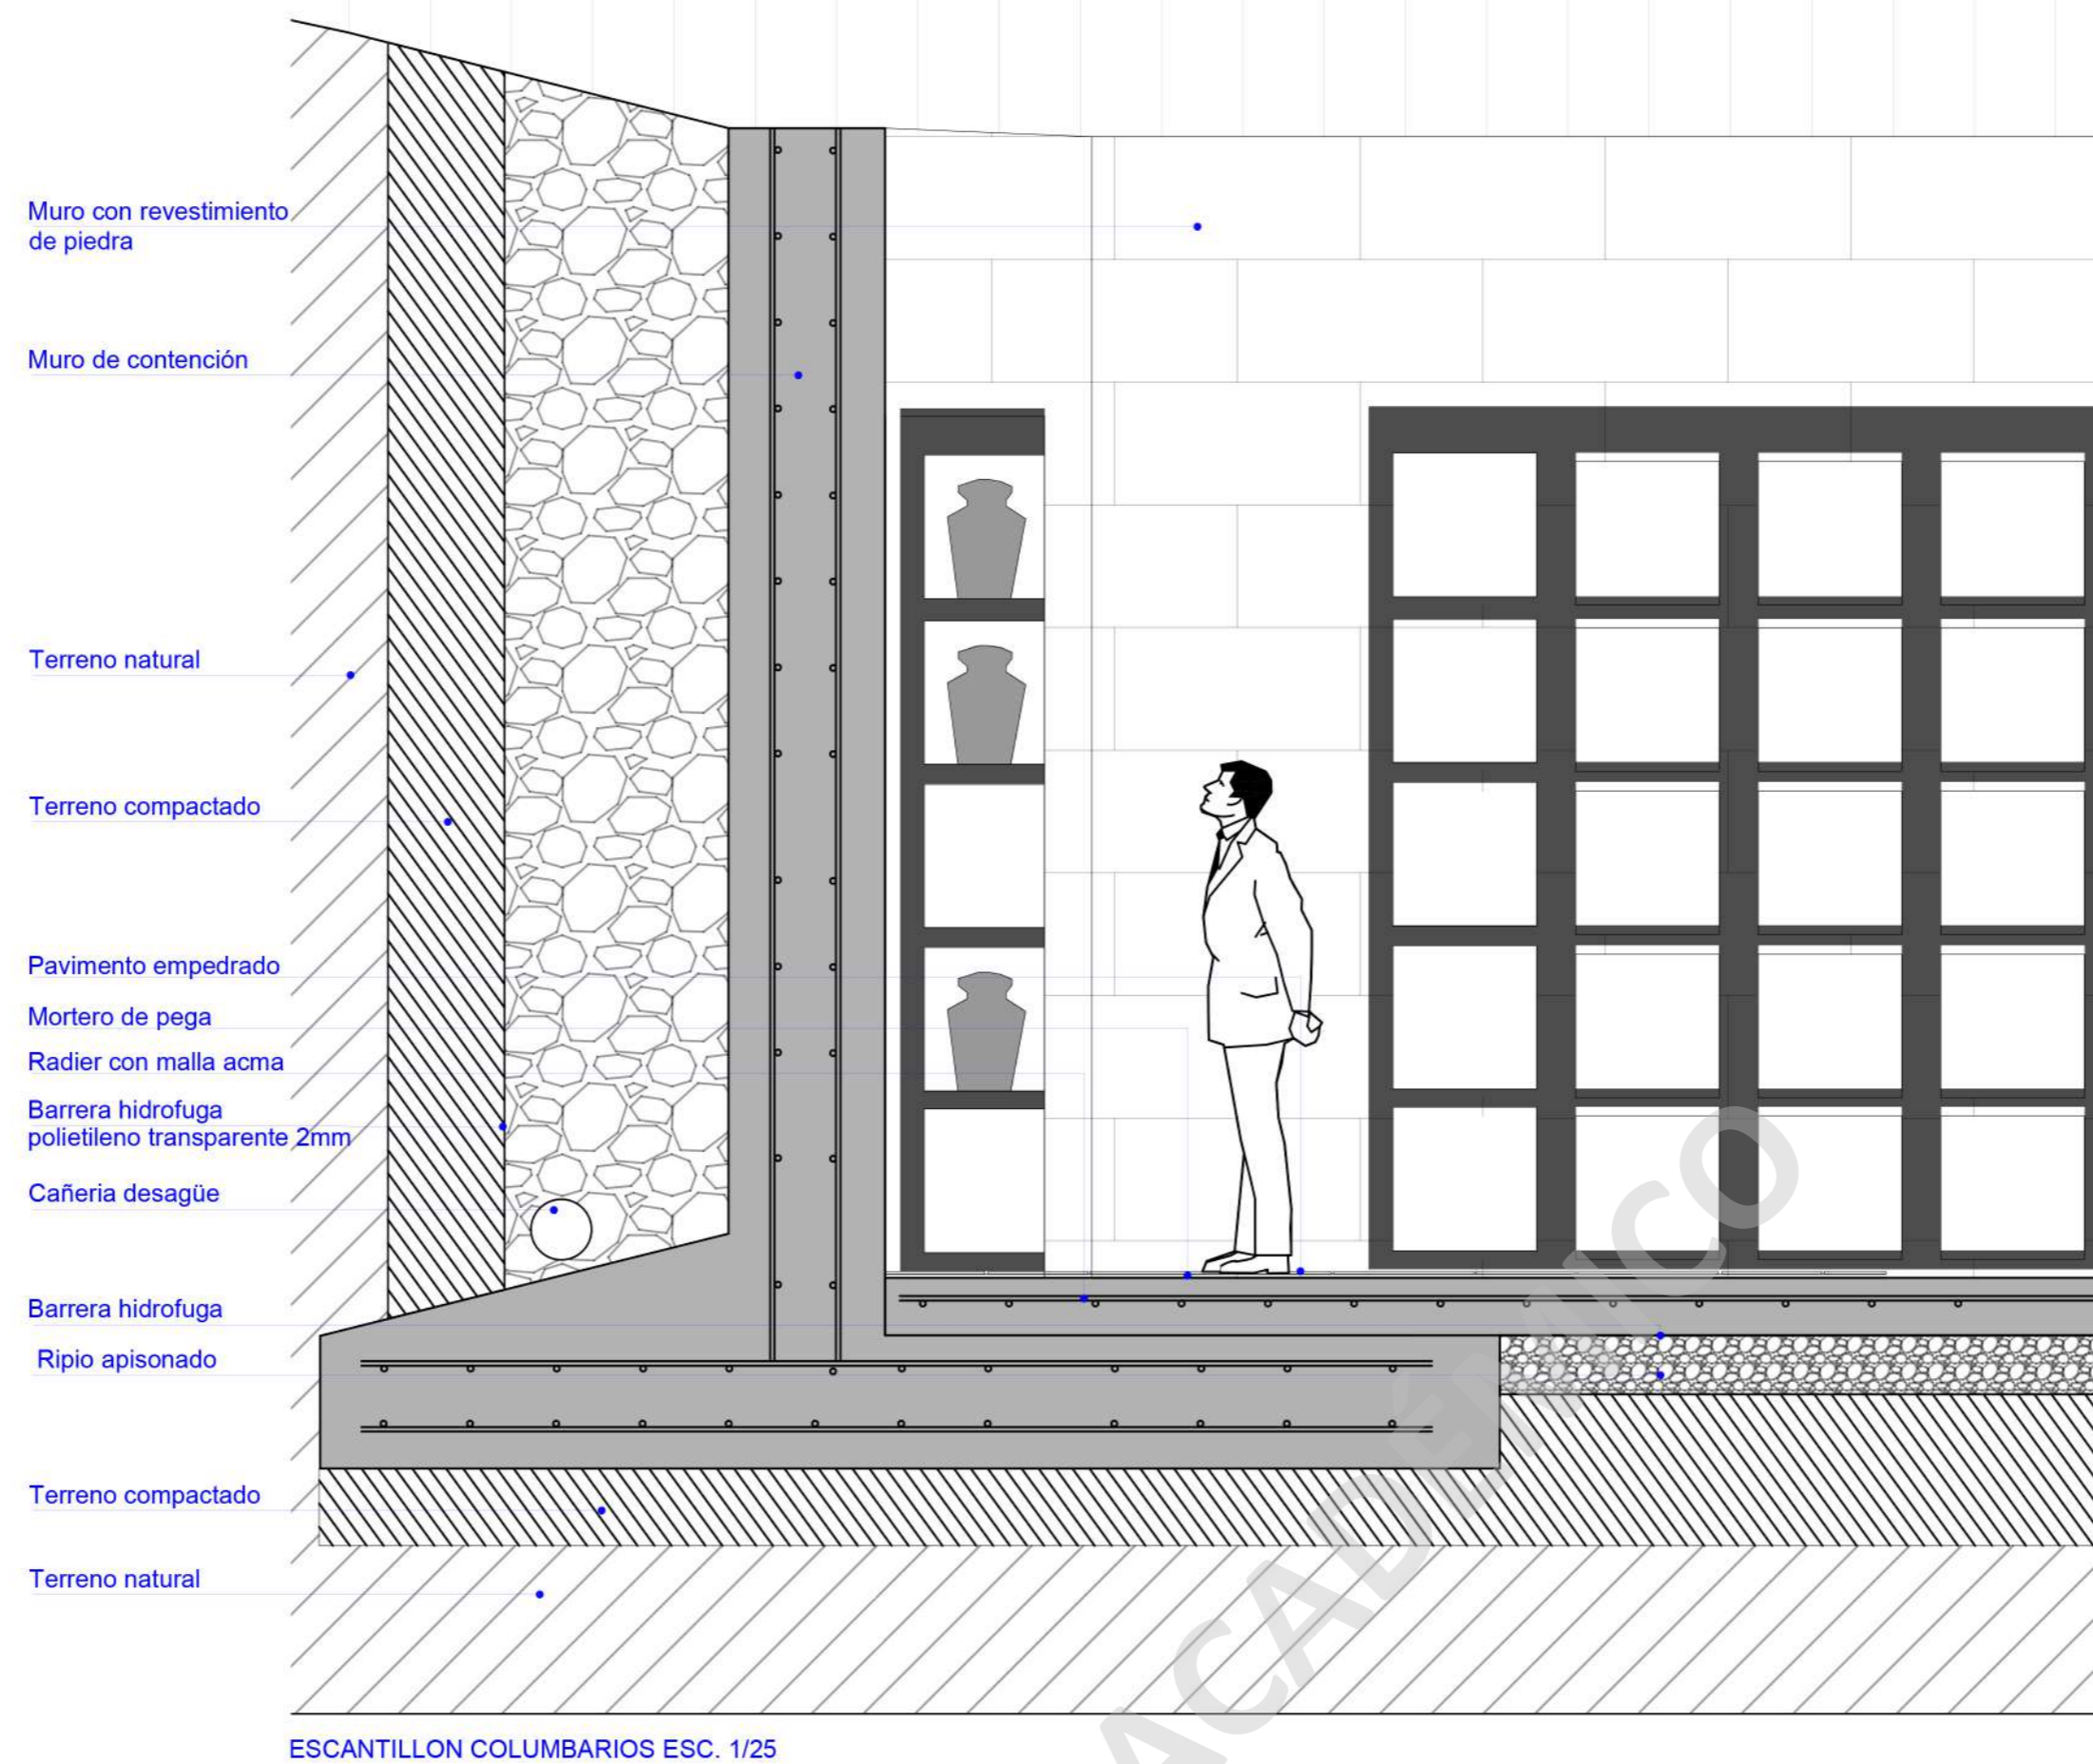 Muro con revestimiento
de piedra
Muro de contención
Terreno natural
Terreno compactado
Pavimento empedrado
Mortero de pega
Radier con malla acma
Barrera hidrofuga
polietileno transparente 2mm
Cañeria desagüe
Barrera hidrofuga
Ripio apisonado
Terreno compactado
Terreno natural
ACADÉMICO
ESCANTILLON COLUMBARIOS ESC. 1/25